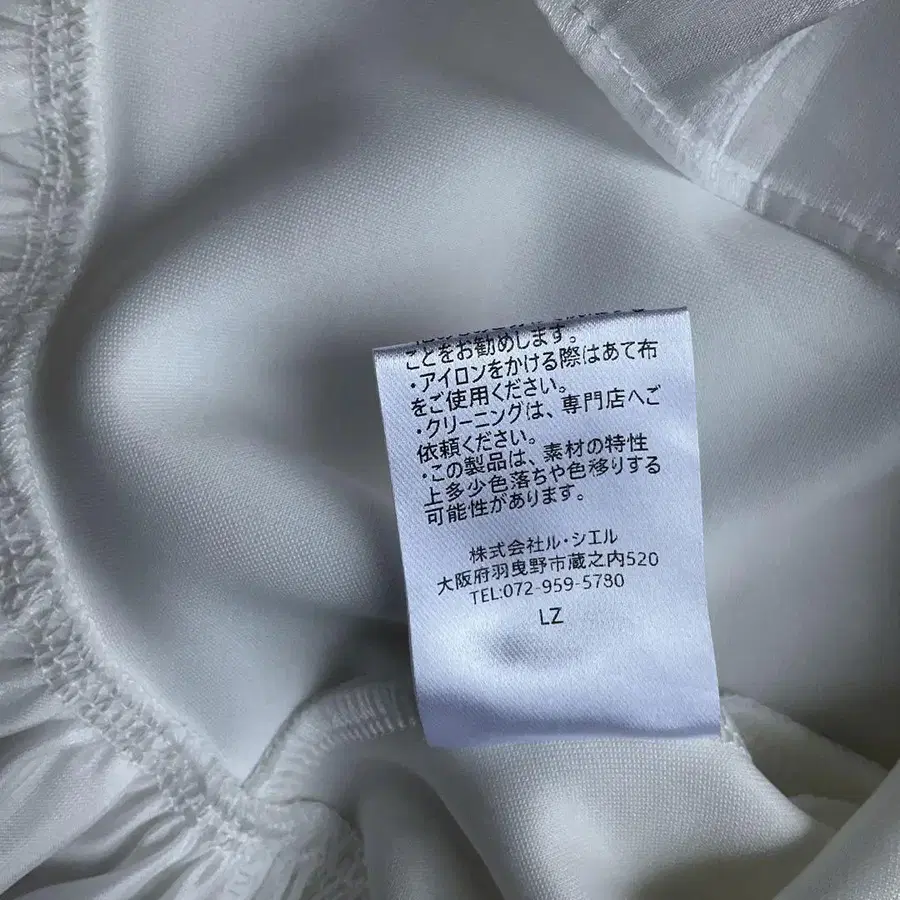 ことをお勧めします。
・アイロンをかける際はあて布
をご使用ください。
・クリーニングは、専門店へご
依頼ください。
・この製品は、素材の特性
上多少色落ちや色移りする
可能性があります。
株式会社ル・シエル
大阪府羽曳野市蔵之内520
TEL:072-959-5780
LZ